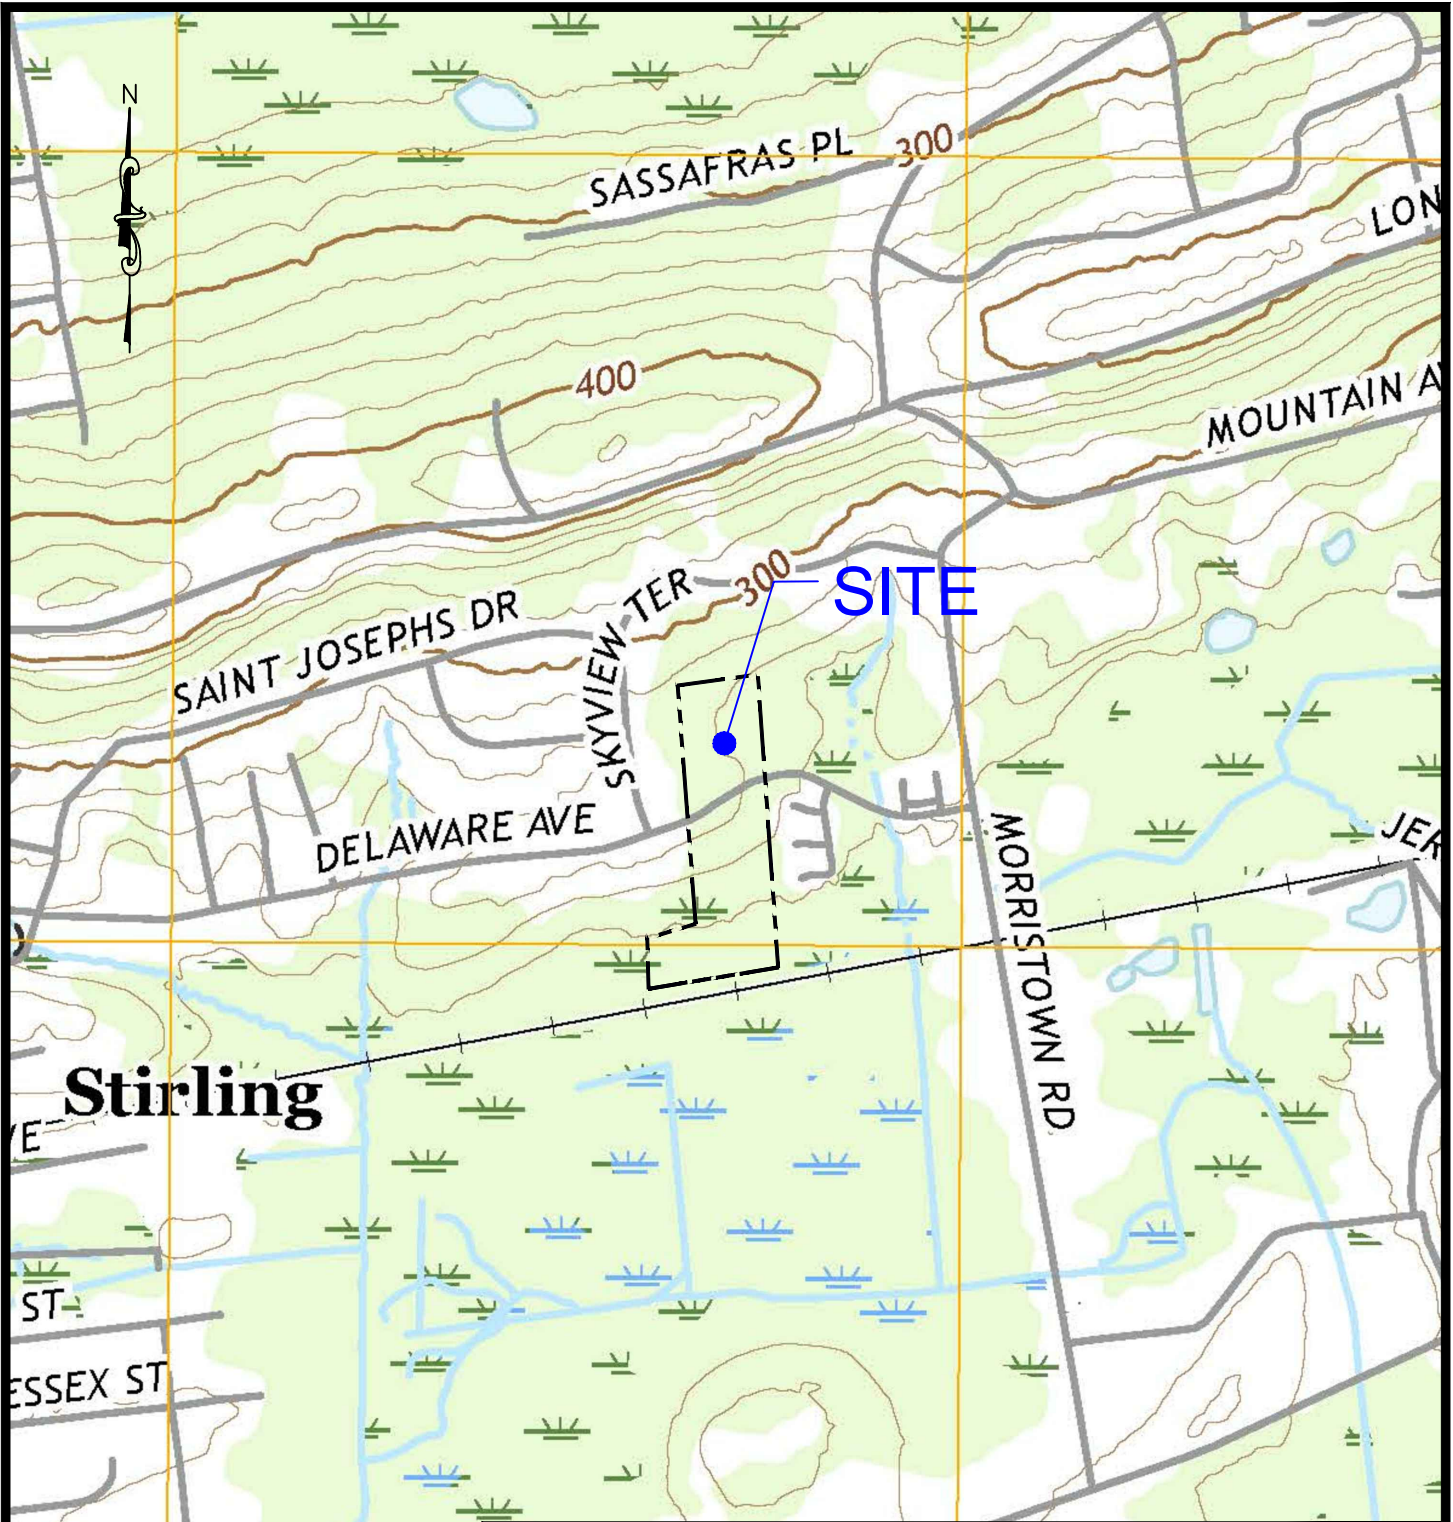 N
SASSAFRAS PL
300
LON
400
MOUNTAIN A
300
SITE
SKYVIEW TER
SAINT JOSEPHS DR
DELAWARE AVE
MORRISTOWN RD
JER
Stirling
VE
ST
ESSEX ST